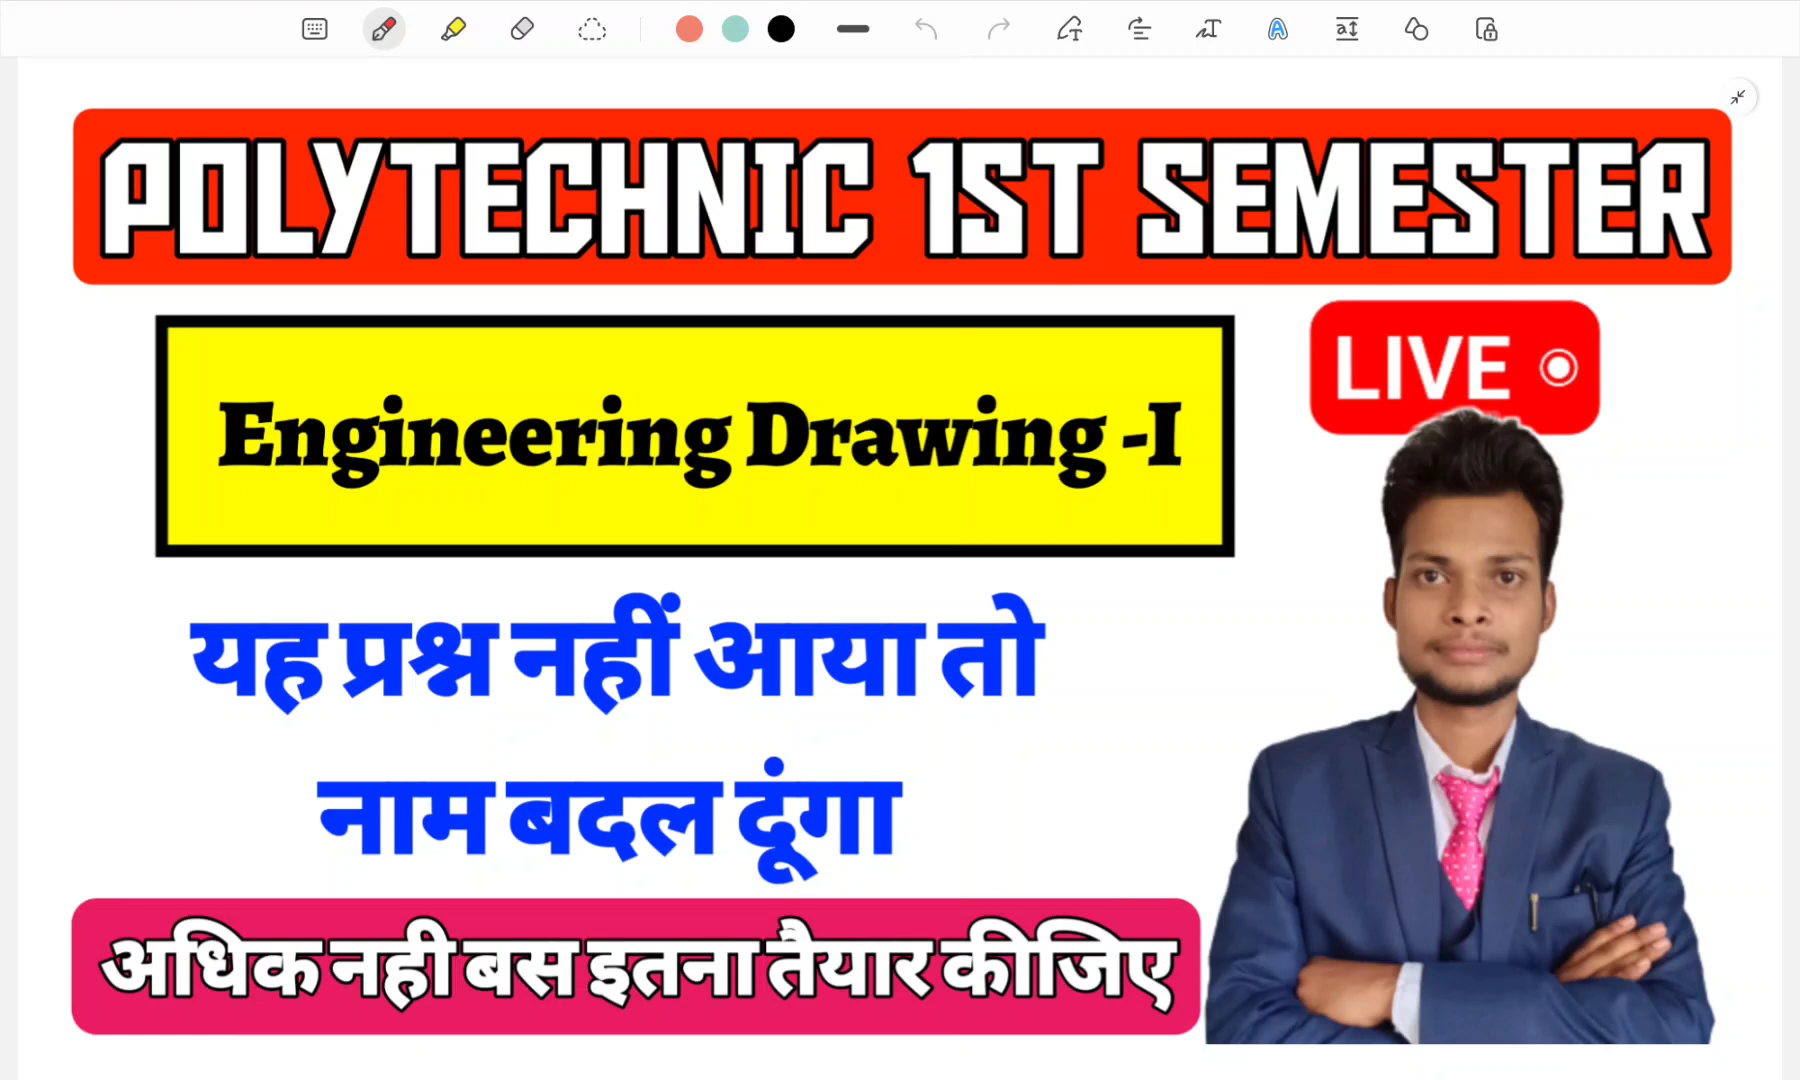 POLYTECHNIC 1ST SEMESTER
Engineering Drawing -I
LIVE
यह प्रश्न नहीं आया तो
नाम बदल दूंगा
अधिक नही बस इतना तैयार कीजिए